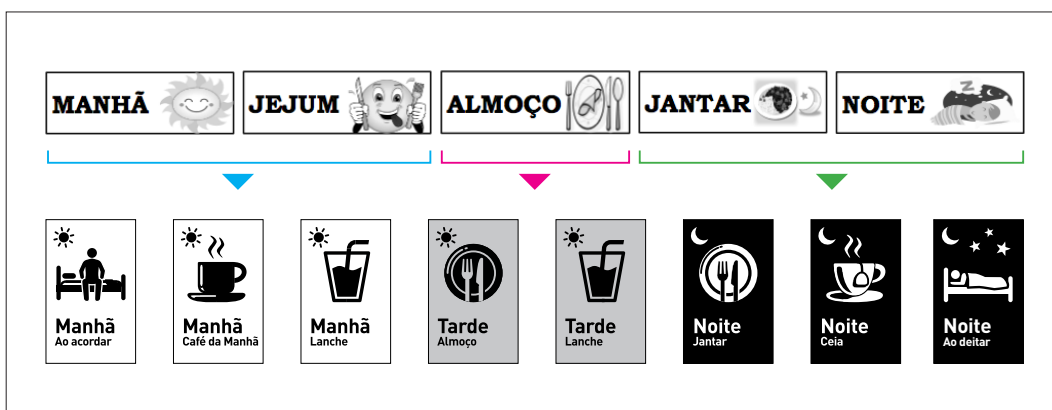 MANHÃ
JEJUM
ALMOÇO
JANTAR
NOITE
Z
Manhã
Ao acordar
Manhã
Café da Manhã
Manhã
Lanche
Tarde
Almoço
Tarde
Lanche
Noite
Jantar
Noite
Ceia
Noite
Ao deitar